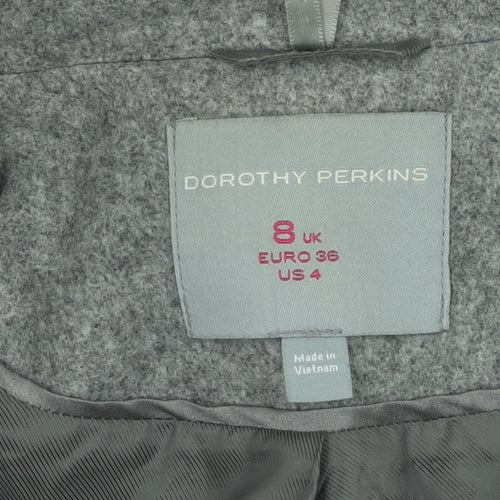 DOROTHY PERKINS
8 UK
EURO 36
US 4
Made in
Vietnam